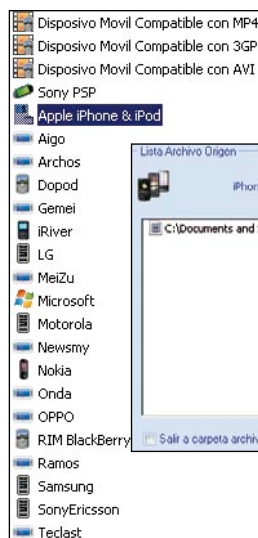 Disposivo Movil Compatible con MP4
Disposivo Movil Compatible con 3GP
Disposivo Movil Compatible con AVI
Sony PSP
Apple iPhone & iPod
Aigo
Archos
Dopod
Gemei
iRiver
LG
MeiZu
Microsoft
Motorola
Newsmy
Nokia
Onda
OPPO
RIM BlackBerry
Ramos
Samsung
SonyEricsson
Teclast
Lista Archivo Origen
iPhon
C:\Documents and
Salir a carpeta archiv